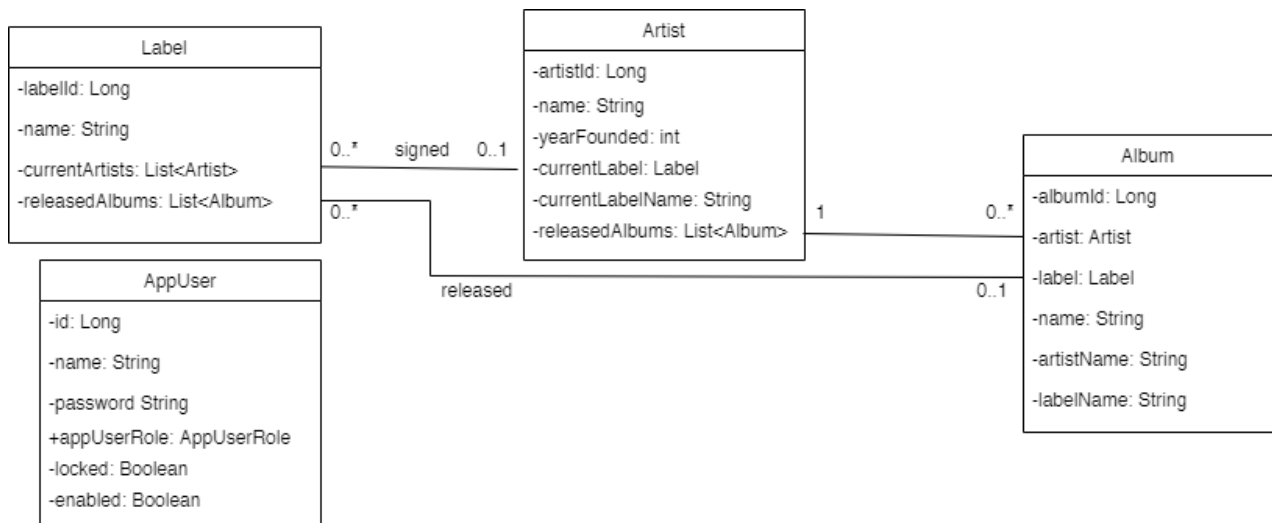 Label
-labelId: Long
-name: String
-currentArtists: List<Artist>
-releasedAlbums: List<Album>
0..*
signed
0..1
0..*
Artist
-artistId: Long
-name: String
-yearFounded: int
-currentLabel: Label
-currentLabelName: String
-releasedAlbums: List<Album>
1
0..*
released
0..1
Album
-albumId: Long
-artist: Artist
-label: Label
-name: String
-artistName: String
-labelName: String
AppUser
-id: Long
-name: String
-password String
+appUserRole: AppUserRole
-locked: Boolean
-enabled: Boolean